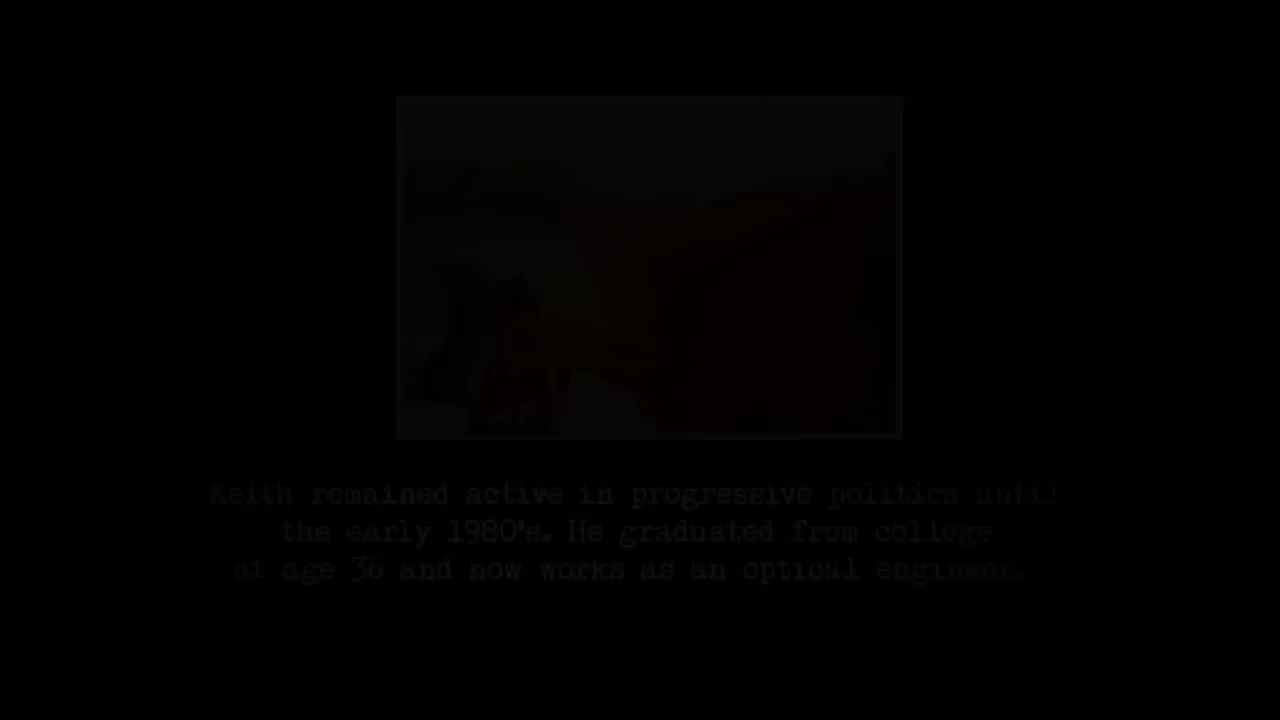 Keith remained active in progressive politics until
the early 1980's. He graduated from college
at age 36 and now works as an optical engineer.